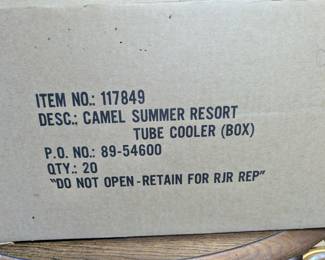 ITEM NO.: 117849
DESC.: CAMEL SUMMER RESORT
TUBE COOLER (BOX)
P.O. NO.: 89-54600
QTY.: 20
"DO NOT OPEN-RETAIN FOR RJR REP"